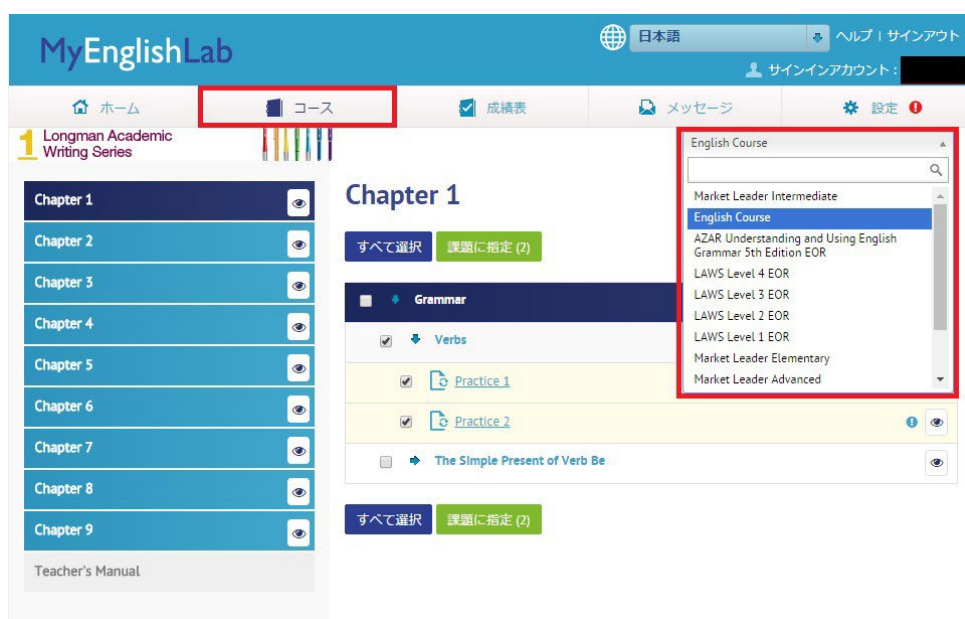 MyEnglishLab
日本語
ヘルプ | サインアウト
サインインアカウント :
ホーム
コース
成績表
メッセージ
設定
1 Longman Academic
Writing Series
English Course
Market Leader Intermediate
English Course
AZAR Understanding and Using English
Grammar 5th Edition EOR
LAWS Level 4 EOR
LAWS Level 3 EOR
LAWS Level 2 EOR
LAWS Level 1 EOR
Market Leader Elementary
Market Leader Advanced
Chapter 1
Chapter 2
Chapter 3
Chapter 4
Chapter 5
Chapter 6
Chapter 7
Chapter 8
Chapter 9
Teacher's Manual
Chapter 1
すべて選択 課題に指定 (2)
Grammar
Verbs
Practice 1
Practice 2
The Simple Present of Verb Be
すべて選択 課題に指定 (2)